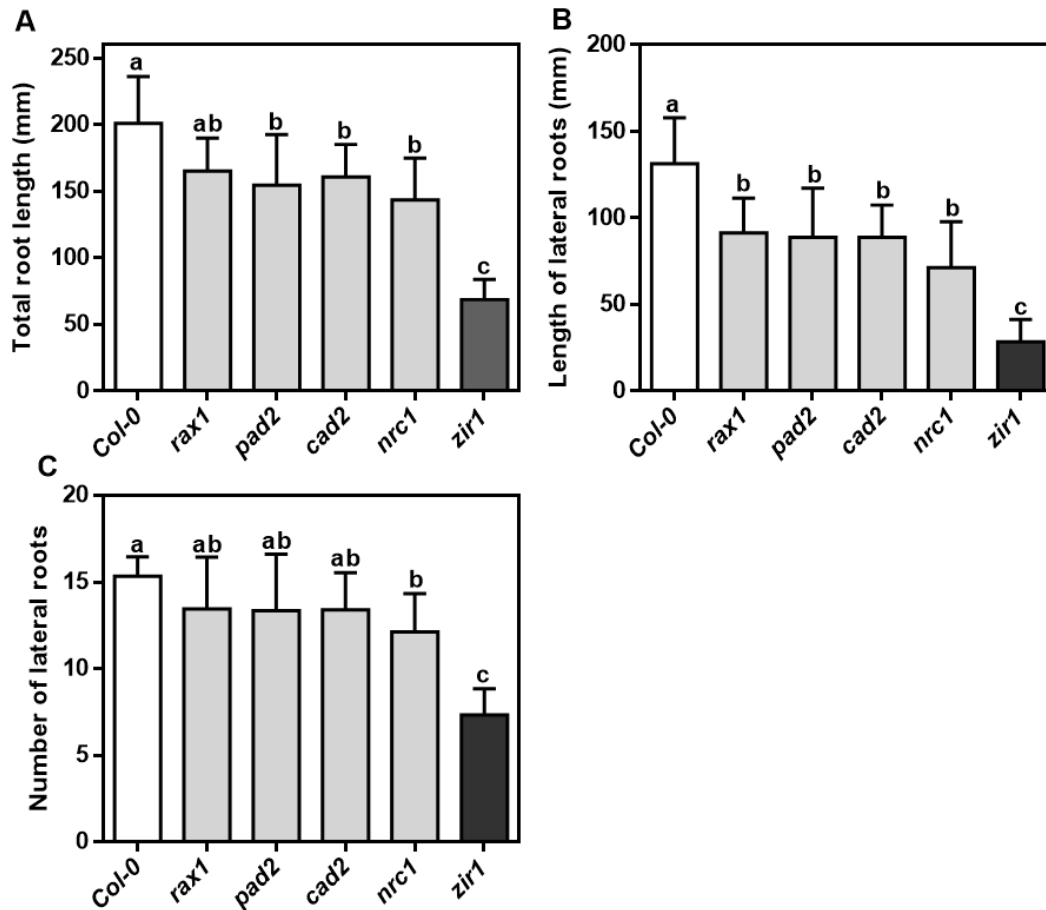 A
Total root length (mm)
250
200
150
100
50
0
a
ab
b
b
b
c
Col-0
rax1
pad2
cad2
nrc1
zir1
B
Length of lateral roots (mm)
200
150
100
50
0
a
b
b
b
b
c
Col-0
rax1
pad2
cad2
nrc1
zir1
C
Number of lateral roots
20
15
10
5
0
a
ab
ab
ab
b
c
Col-0
rax1
pad2
cad2
nrc1
zir1